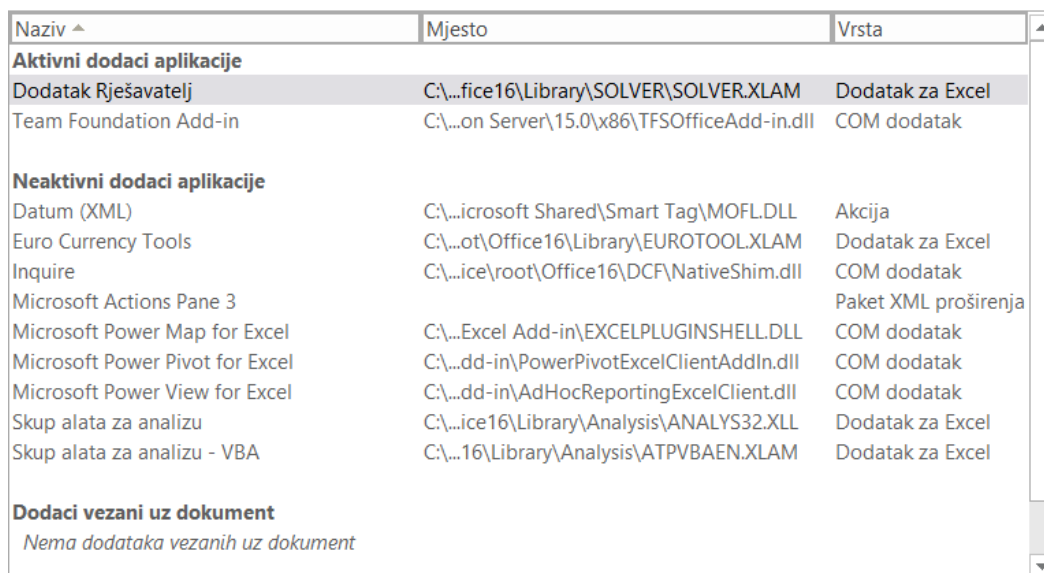 Naziv Mjesto Vrsta
Aktivni dodaci aplikacije
Dodatak Rješavatelj C:\...fice16\Library\SOLVER\SOLVER.XLAM Dodatak za Excel
Team Foundation Add-in C:\...on Server\15.0\x86\TFSOfficeAdd-in.dll COM dodatak
Neaktivni dodaci aplikacije
Datum (XML) C:\...icrosoft Shared\Smart Tag\MOFL.DLL Akcija
Euro Currency Tools C:\...ot\Office16\Library\EUROTOOL.XLAM Dodatak za Excel
Inquire C:\...ice\root\Office16\DCF\NativeShim.dll COM dodatak
Microsoft Actions Pane 3 Paket XML proširenja
Microsoft Power Map for Excel C:\...Excel Add-in\EXCELPLUGINSHELL.DLL COM dodatak
Microsoft Power Pivot for Excel C:\...dd-in\PowerPivotExcelClientAddIn.dll COM dodatak
Microsoft Power View for Excel C:\...dd-in\AdHocReportingExcelClient.dll COM dodatak
Skup alata za analizu C:\...ice16\Library\Analysis\ANALYS32.XLL Dodatak za Excel
Skup alata za analizu - VBA C:\...16\Library\Analysis\ATPVBAEN.XLAM Dodatak za Excel
Dodaci vezani uz dokument
Nema dodataka vezanih uz dokument